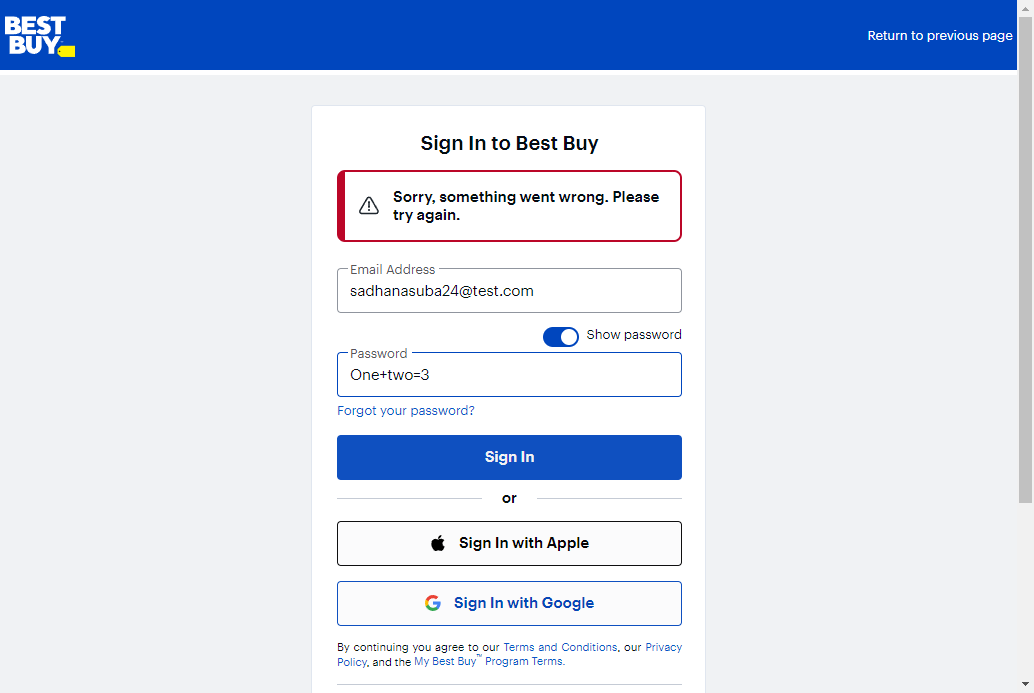 BEST
BUY
Return to previous page
Sign In to Best Buy
Sorry, something went wrong. Please
try again.
Email Address
sadhanasuba24@test.com
Show password
Password
One+two=3
Forgot your password?
Sign In
or
Sign In with Apple
Sign In with Google
By continuing you agree to our Terms and Conditions, our Privacy
Policy, and the My Best Buy™ Program Terms.